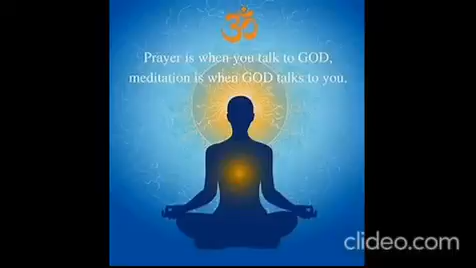 ॐ
Prayer is when you talk to GOD,
meditation is when GOD talks to you.
clideo.com